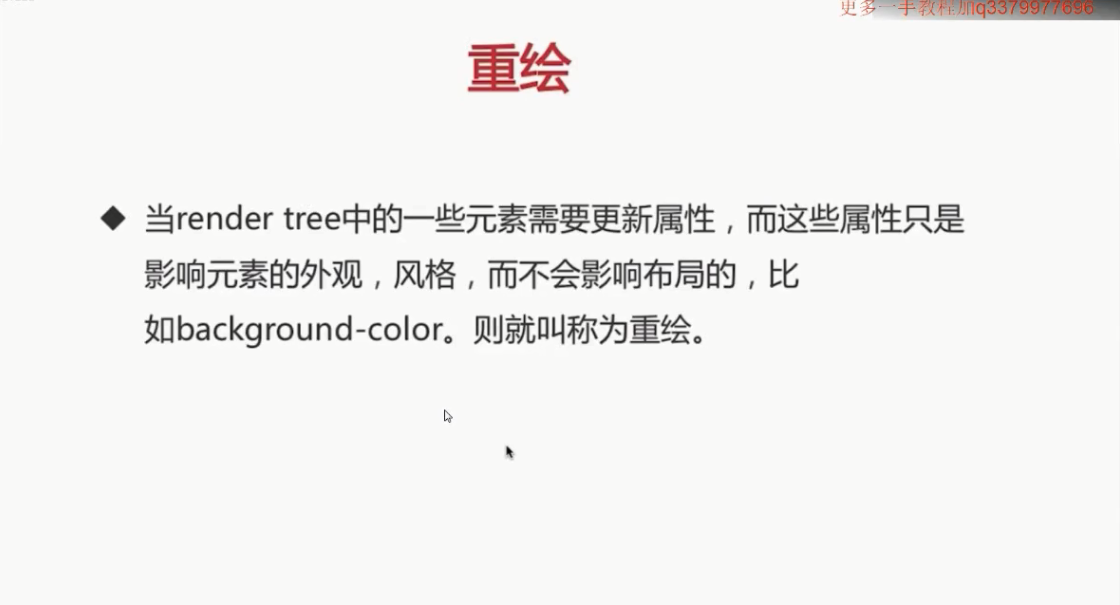 更多一手教程加q3379977696
重绘
◆ 当render tree中的一些元素需要更新属性，而这些属性只是
影响元素的外观，风格，而不会影响布局的，比
如background-color。则就叫称为重绘。